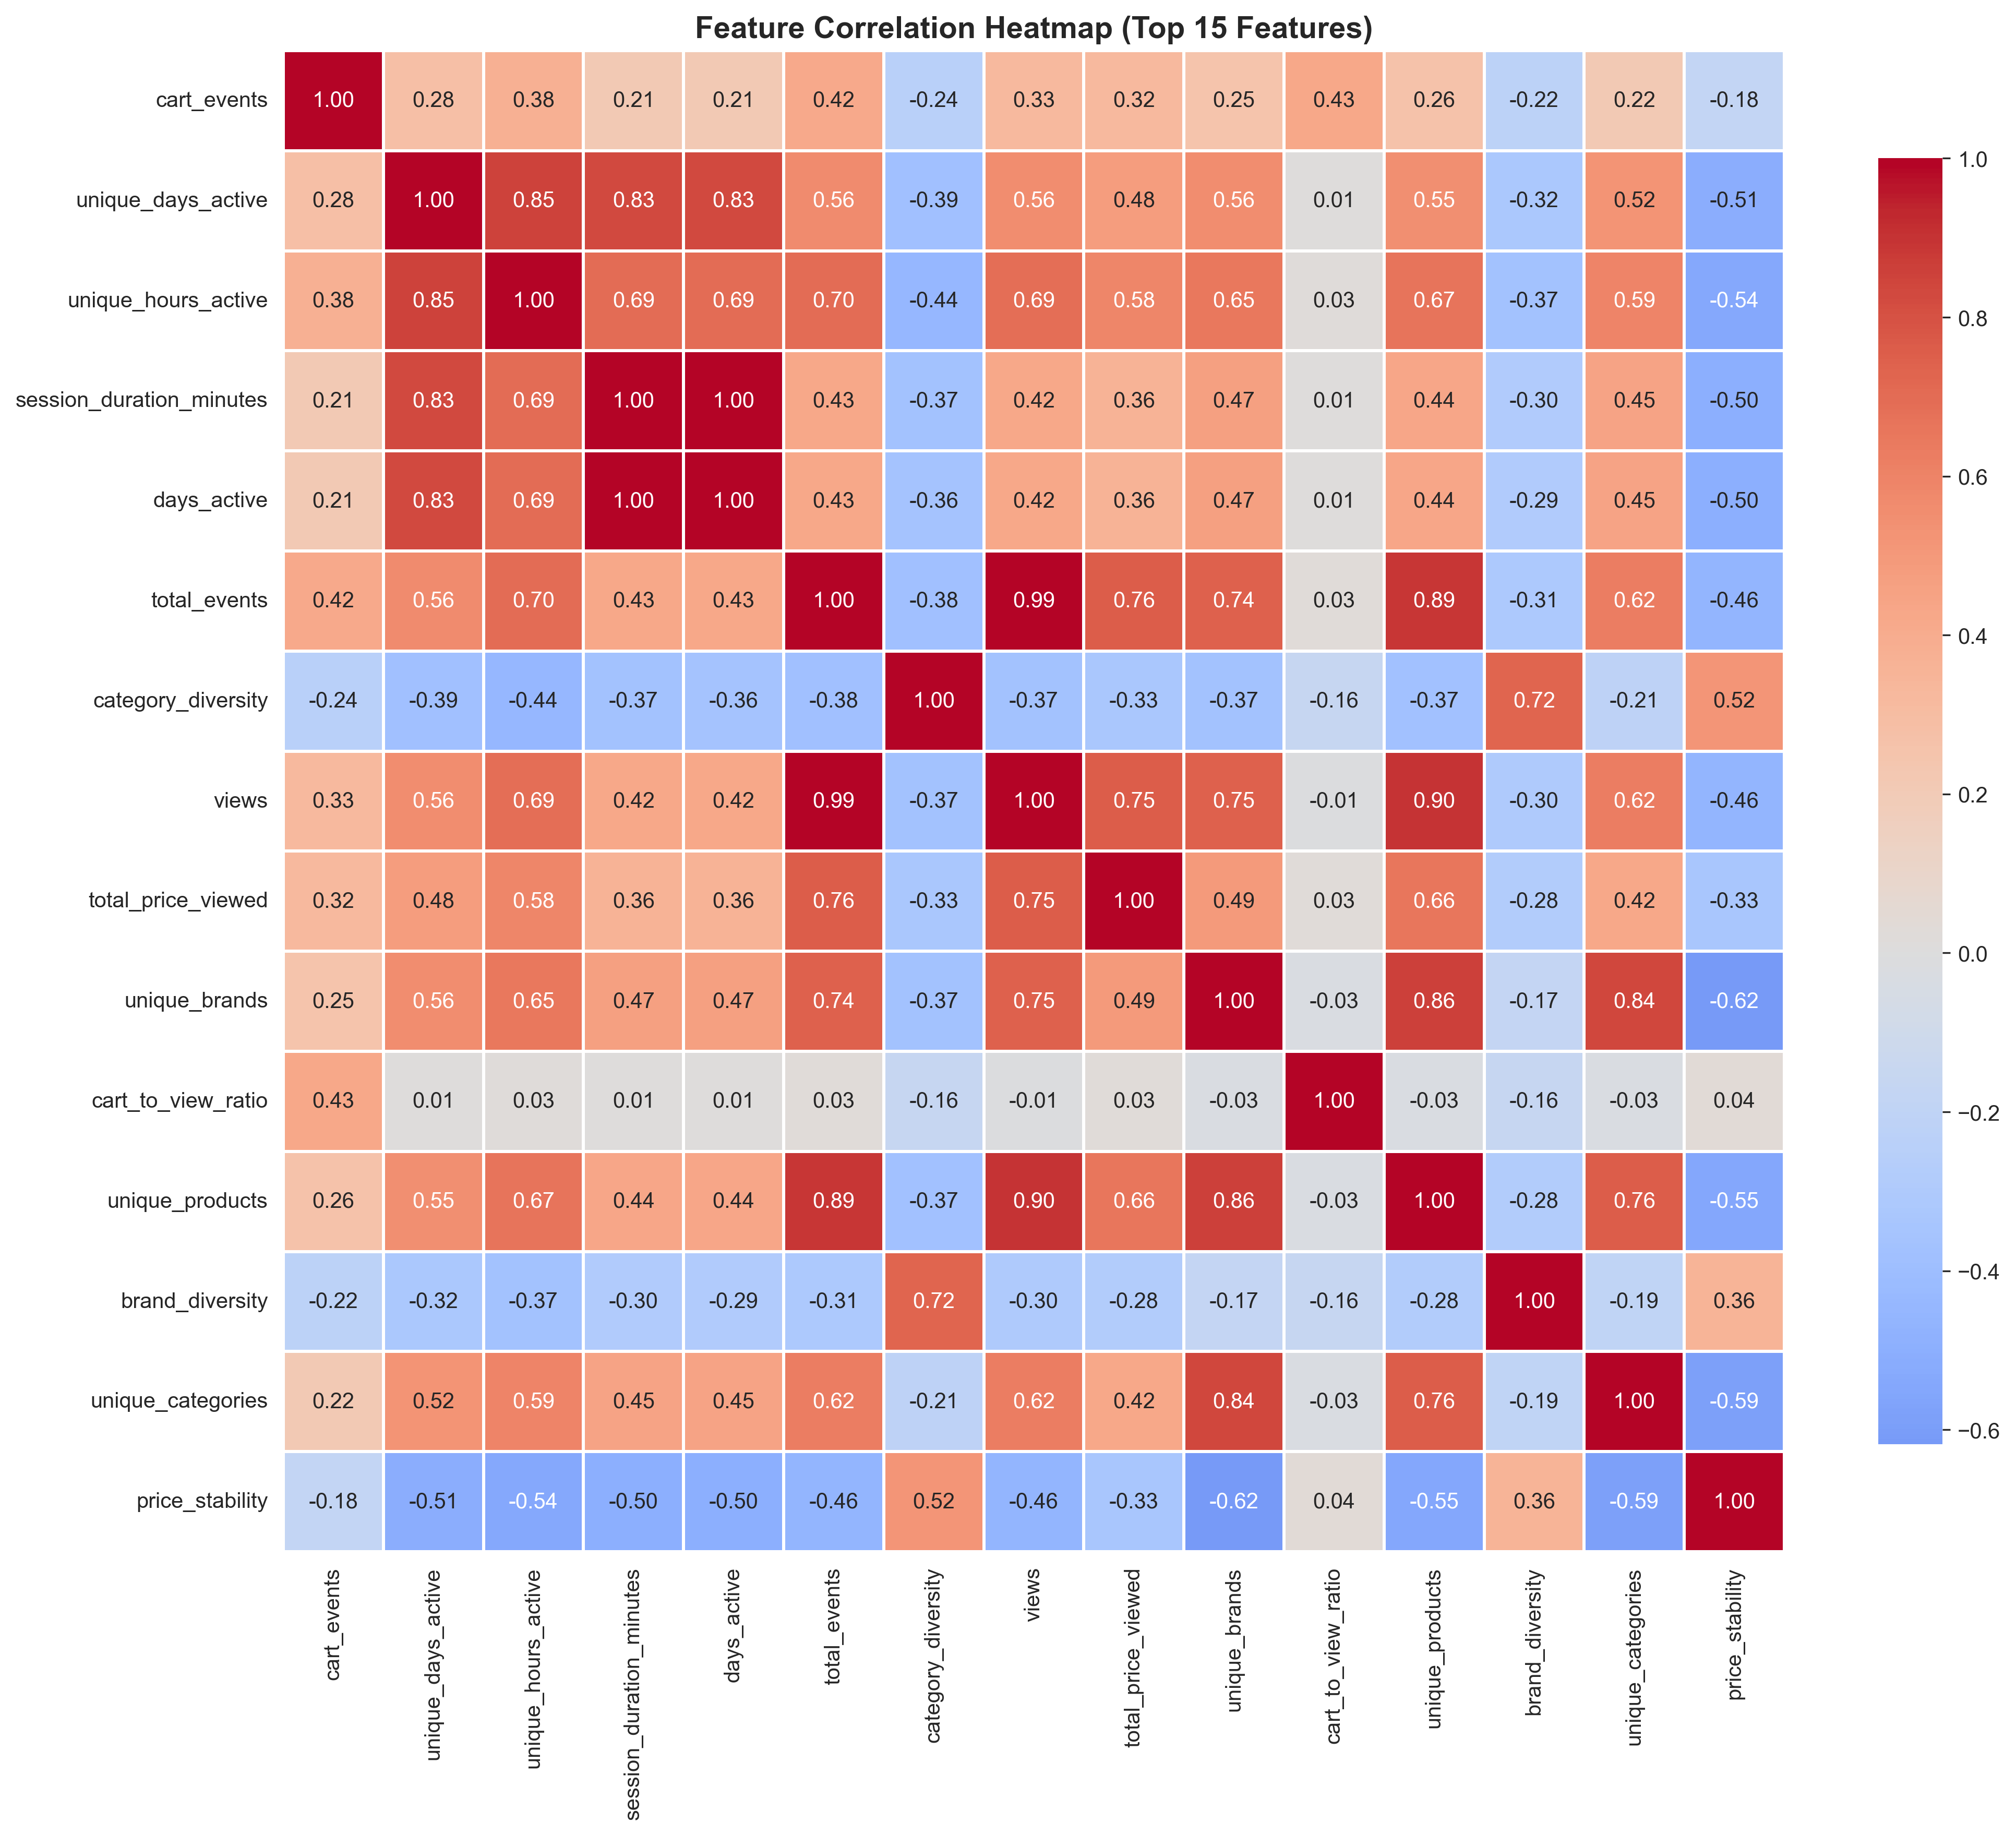 Feature Correlation Heatmap (Top 15 Features)
cart_events 1.00 0.28 0.38 0.21 0.21 0.42 -0.24 0.33 0.32 0.25 0.43 0.26 -0.22 0.22 -0.18
unique_days_active 0.28 1.00 0.85 0.83 0.83 0.56 -0.39 0.56 0.48 0.56 0.01 0.55 -0.32 0.52 -0.51
unique_hours_active 0.38 0.85 1.00 0.69 0.69 0.70 -0.44 0.69 0.58 0.65 0.03 0.67 -0.37 0.59 -0.54
session_duration_minutes 0.21 0.83 0.69 1.00 1.00 0.43 -0.37 0.42 0.36 0.47 0.01 0.44 -0.30 0.45 -0.50
days_active 0.21 0.83 0.69 1.00 1.00 0.43 -0.36 0.42 0.36 0.47 0.01 0.44 -0.29 0.45 -0.50
total_events 0.42 0.56 0.70 0.43 0.43 1.00 -0.38 0.99 0.76 0.74 0.03 0.89 -0.31 0.62 -0.46
category_diversity -0.24 -0.39 -0.44 -0.37 -0.36 -0.38 1.00 -0.37 -0.33 -0.37 -0.16 -0.37 0.72 -0.21 0.52
views 0.33 0.56 0.69 0.42 0.42 0.99 -0.37 1.00 0.75 0.75 -0.01 0.90 -0.30 0.62 -0.46
total_price_viewed 0.32 0.48 0.58 0.36 0.36 0.76 -0.33 0.75 1.00 0.49 0.03 0.66 -0.28 0.42 -0.33
unique_brands 0.25 0.56 0.65 0.47 0.47 0.74 -0.37 0.75 0.49 1.00 -0.03 0.86 -0.17 0.84 -0.62
cart_to_view_ratio 0.43 0.01 0.03 0.01 0.01 0.03 -0.16 -0.01 0.03 -0.03 1.00 -0.03 -0.16 -0.03 0.04
unique_products 0.26 0.55 0.67 0.44 0.44 0.89 -0.37 0.90 0.66 0.86 -0.03 1.00 -0.28 0.76 -0.55
brand_diversity -0.22 -0.32 -0.37 -0.30 -0.29 -0.31 0.72 -0.30 -0.28 -0.17 -0.16 -0.28 1.00 -0.19 0.36
unique_categories 0.22 0.52 0.59 0.45 0.45 0.62 -0.21 0.62 0.42 0.84 -0.03 0.76 -0.19 1.00 -0.59
price_stability -0.18 -0.51 -0.54 -0.50 -0.50 -0.46 0.52 -0.46 -0.33 -0.62 0.04 -0.55 0.36 -0.59 1.00
cart_events
unique_days_active
unique_hours_active
session_duration_minutes
days_active
total_events
category_diversity
views
total_price_viewed
unique_brands
cart_to_view_ratio
unique_products
brand_diversity
unique_categories
price_stability
1.0
0.8
0.6
0.4
0.2
0.0
−0.2
−0.4
−0.6